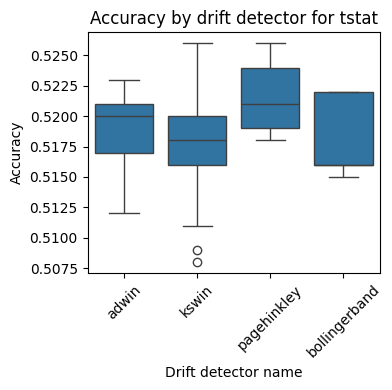 Accuracy by drift detector for tstat
Accuracy
0.5250
0.5225
0.5200
0.5175
0.5150
0.5125
0.5100
0.5075
adwin
kswin
pagehinkley
bollingerband
Drift detector name